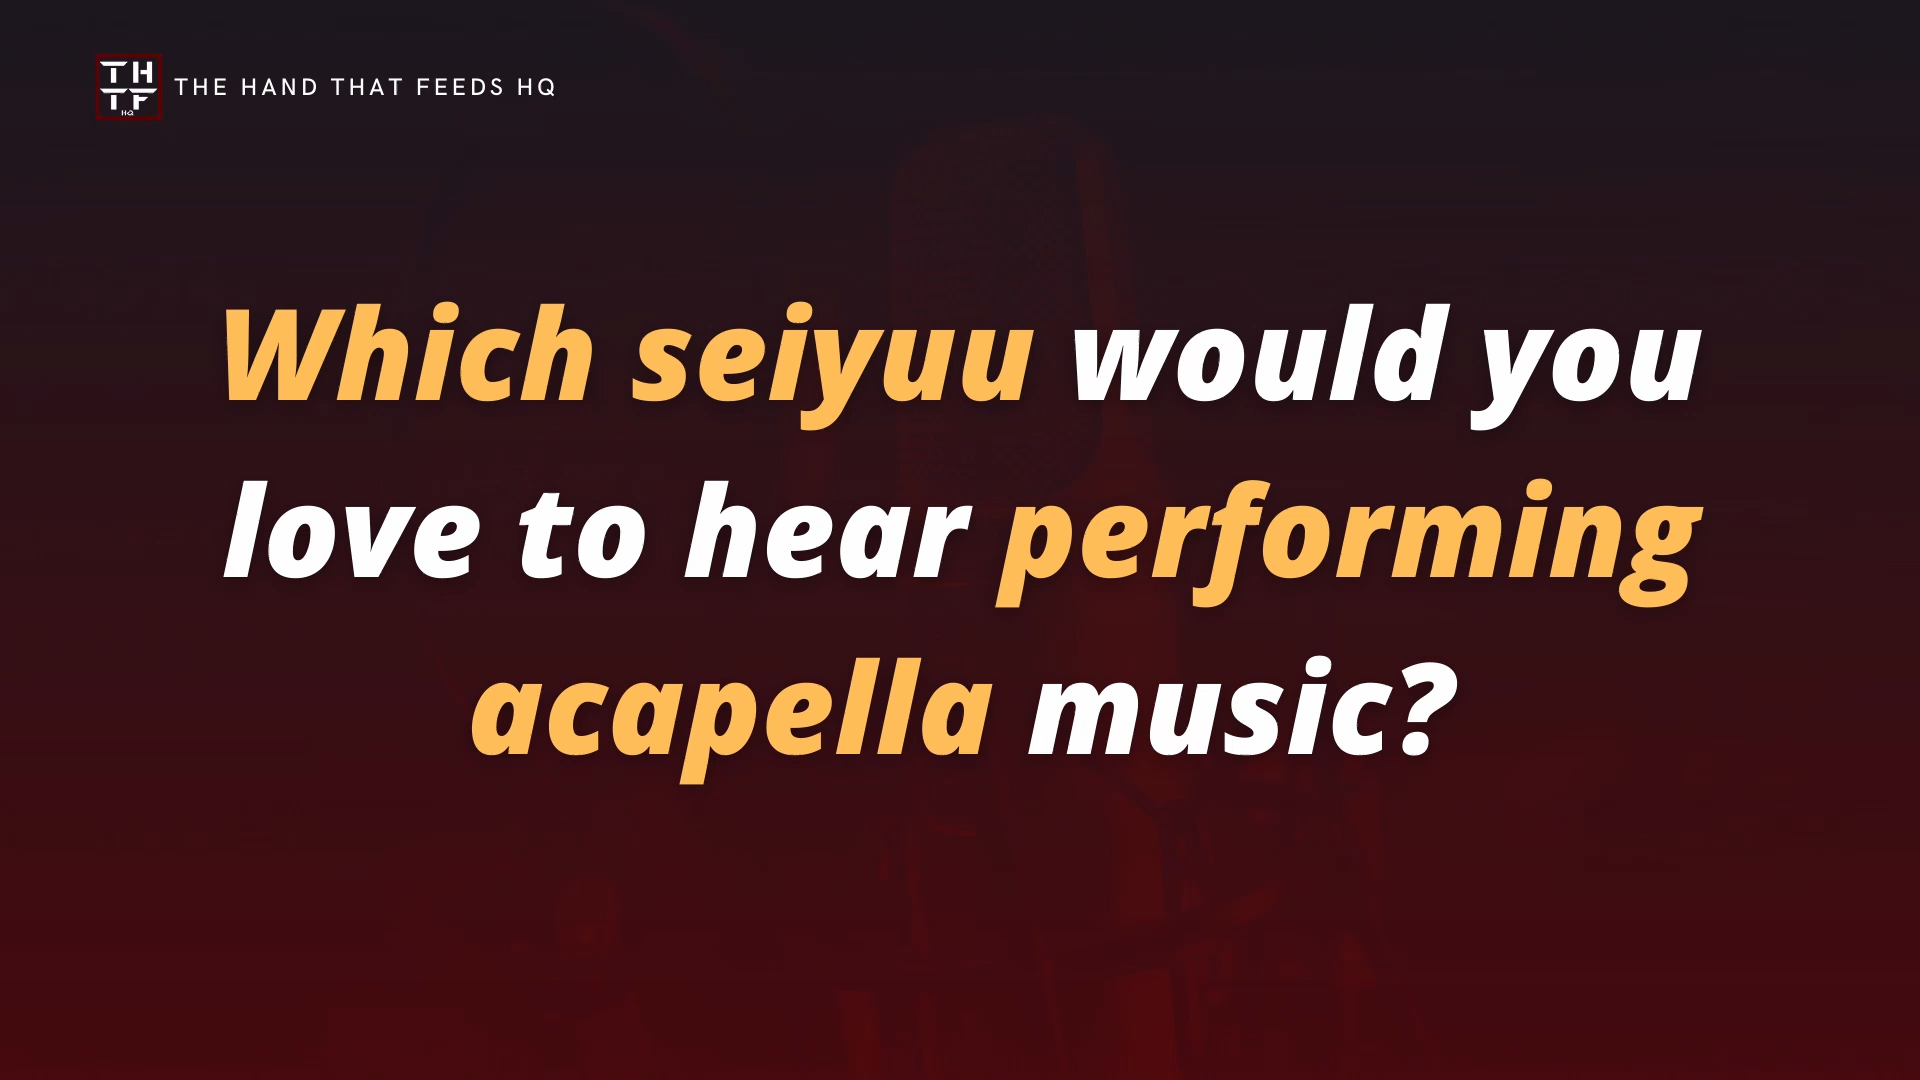 TH
TF
HQ
THE HAND THAT FEEDS HQ
Which seiyuu would you
love to hear performing
acapella music?